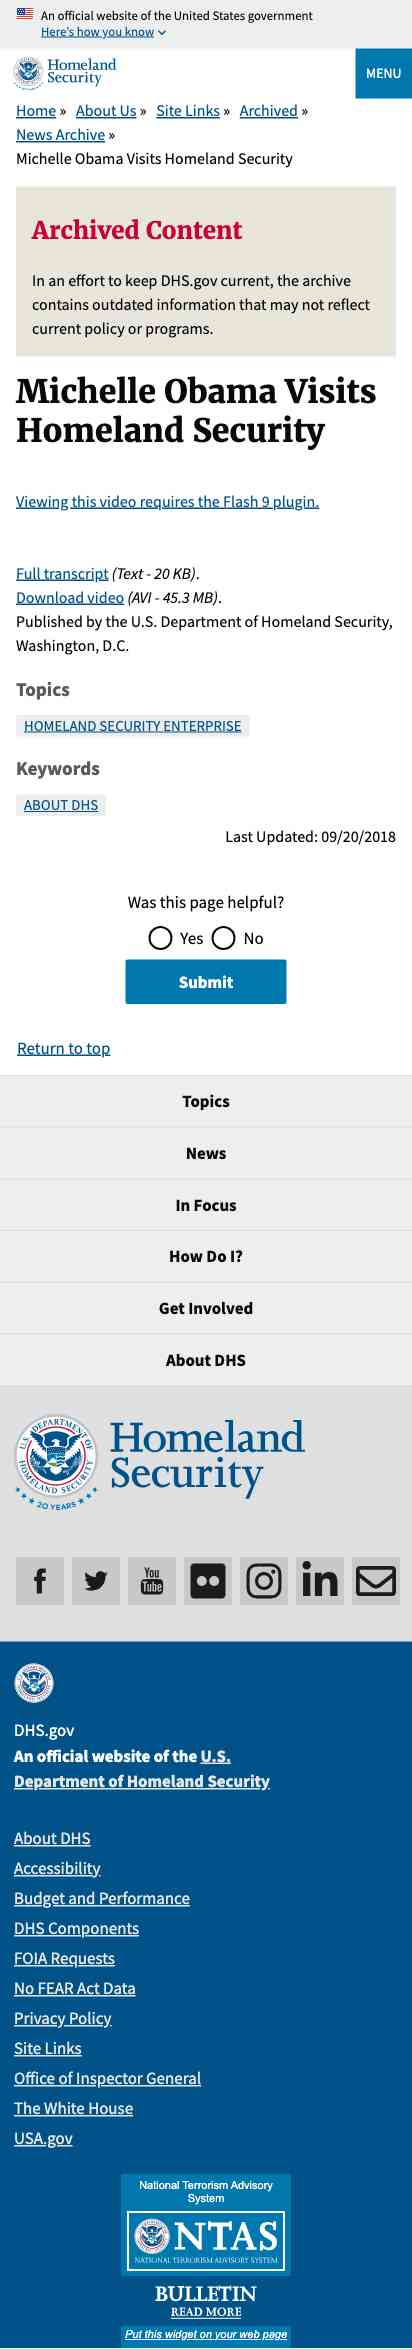 An official website of the United States government
Here's how you know
Homeland
Security
MENU
Home » About Us » Site Links » Archived »
News Archive »
Michelle Obama Visits Homeland Security
Archived Content
In an effort to keep DHS.gov current, the archive
contains outdated information that may not reflect
current policy or programs.
Michelle Obama Visits
Homeland Security
Viewing this video requires the Flash 9 plugin.
Full transcript (Text - 20 KB).
Download video (AVI - 45.3 MB).
Published by the U.S. Department of Homeland Security,
Washington, D.C.
Topics
HOMELAND SECURITY ENTERPRISE
Keywords
ABOUT DHS
Last Updated: 09/20/2018
Was this page helpful?
Yes No
Submit
Return to top
Topics
News
In Focus
How Do I?
Get Involved
About DHS
U.S. DEPARTMENT OF
HOMELAND SECURITY
20 YEARS
Homeland
Security
You
Tube
in
DHS.gov
An official website of the U.S.
Department of Homeland Security
About DHS
Accessibility
Budget and Performance
DHS Components
FOIA Requests
No FEAR Act Data
Privacy Policy
Site Links
Office of Inspector General
The White House
USA.gov
National Terrorism Advisory
System
NTAS
NATIONAL TERRORISM ADVISORY SYSTEM
BULLETIN
READ MORE
Put this widget on your web page